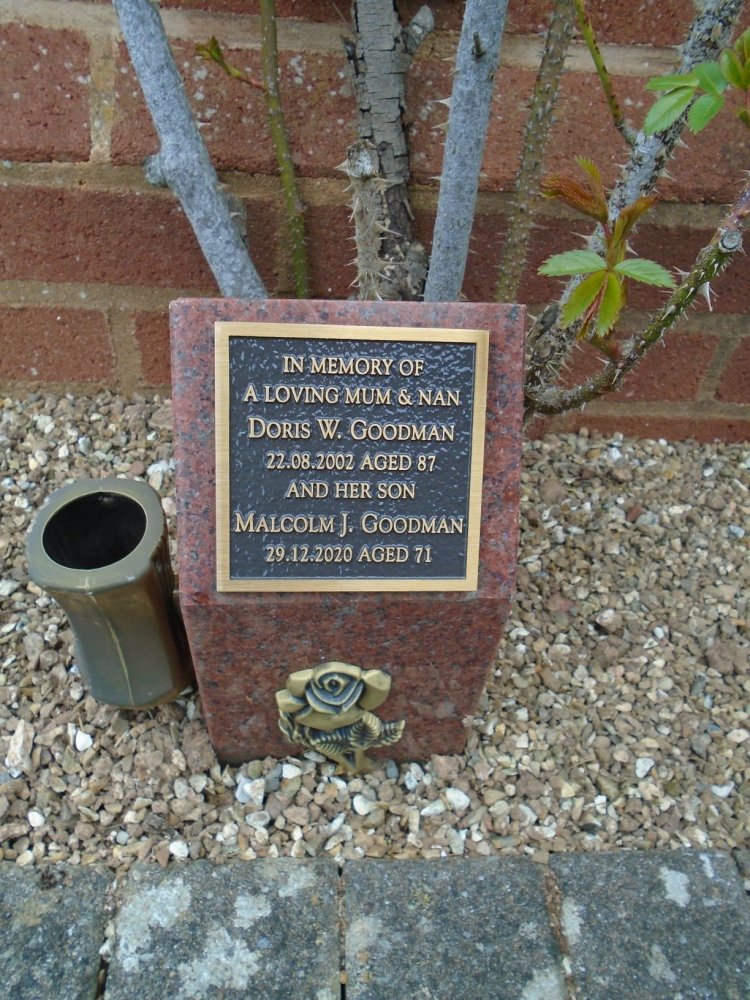 IN MEMORY OF
A LOVING MUM & NAN
DORIS W. GOODMAN
22.08.2002 AGED 87
AND HER SON
MALCOLM J. GOODMAN
29.12.2020 AGED 71